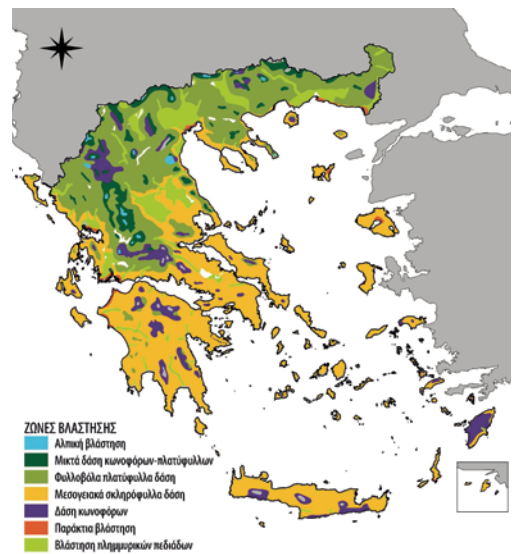 ΖΩΝΕΣ ΒΛΑΣΤΗΣΗΣ
Αλπική βλάστηση
Μικτά δάση κωνοφόρων-πλατύφυλλων
Φυλλοβόλα πλατύφυλλα δάση
Μεσογειακά σκληρόφυλλα δάση
Δάση κωνοφόρων
Παράκτια βλάστηση
Βλάστηση πλημμυρικών πεδιάδων